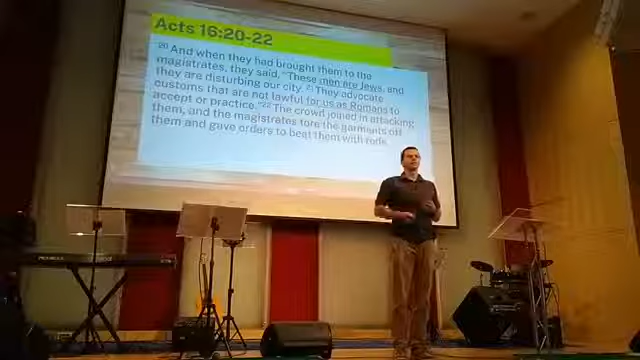 Acts 16:20-22
20 And when they had brought them to the
magistrates, they said, "These men are Jews, and
they are disturbing our city. 21 They advocate
customs that are not lawful for us as Romans to
accept or practice." 22 The crowd joined in attacking
them, and the magistrates tore the garments off
them and gave orders to beat them with rods.